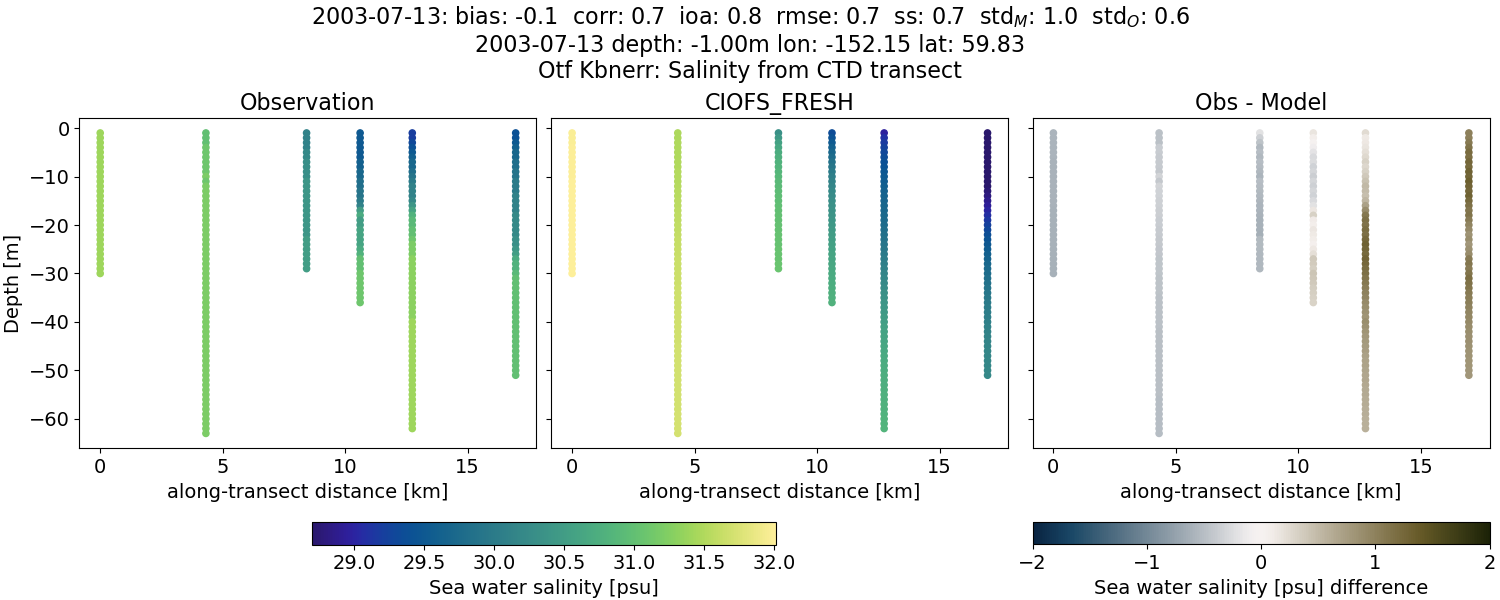 2003-07-13: bias: -0.1  corr: 0.7  ioa: 0.8  rmse: 0.7  ss: 0.7  std_M: 1.0  std_O: 0.6
2003-07-13 depth: -1.00m lon: -152.15 lat: 59.83
Otf Kbnerr: Salinity from CTD transect
Observation
CIOFS_FRESH
Obs - Model
Depth [m]
0
−10
−20
−30
−40
−50
−60
0 5 10 15
0 5 10 15
0 5 10 15
along-transect distance [km]
along-transect distance [km]
along-transect distance [km]
29.0 29.5 30.0 30.5 31.0 31.5 32.0
Sea water salinity [psu]
−2 −1 0 1 2
Sea water salinity [psu] difference